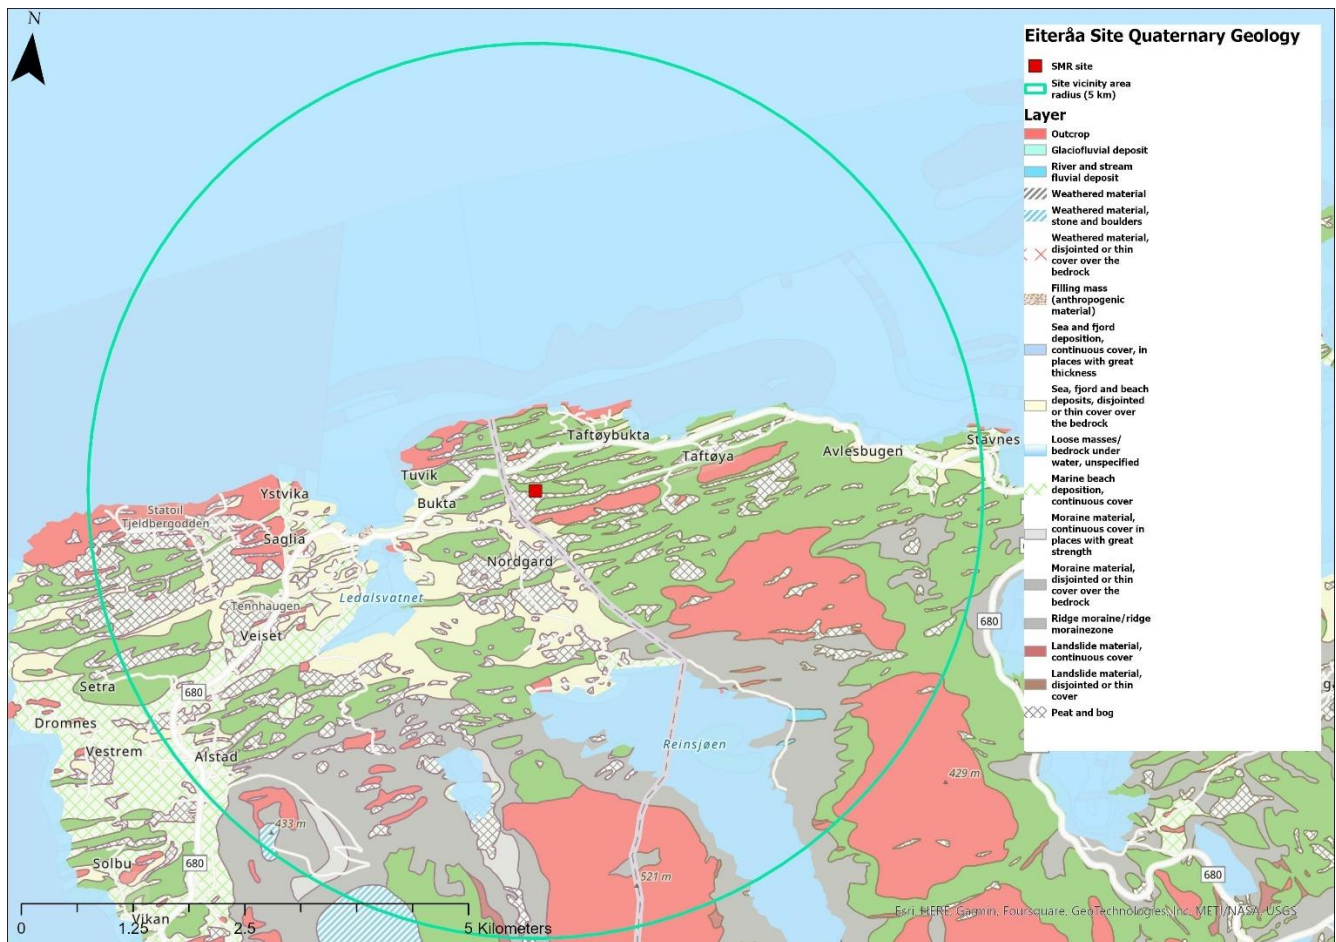 N
Eiteråa Site Quaternary Geology
SMR site
Site vicinity area
radius (5 km)
Layer
Outcrop
Glaciofluvial deposit
River and stream
fluvial deposit
Weathered material
Weathered material,
stone and boulders
Weathered material,
disjointed or thin
cover over the
bedrock
Filling mass
(anthropogenic
material)
Sea and fjord
deposition,
continuous cover, in
places with great
thickness
Sea, fjord and beach
deposits, disjointed
or thin cover over
the bedrock
Loose masses/
bedrock under
water, unspecified
Marine beach
deposition,
continuous cover
Moraine material,
continuous cover in
places with great
strength
Moraine material,
disjointed or thin
cover over the
bedrock
Ridge moraine/ridge
morainezone
Landslide material,
continuous cover
Landslide material,
disjointed or thin
cover
Peat and bog
Taftøybukta
Stavnes
Taftøya
Avlesbugen
Tuvik
Ystvika
Bukta
Statoil
Tjeldbergodden
Saglia
Nordgard
Ledalsvatnet
Tennhaugen
Veiset
680
Setra
680
Dromnes
Vestrem
Alstad
Reinsjøen
429 m
433 m
Solbu
680
521 m
680
Vikan
0 1.25 2.5 5 Kilometers
Esri, HERE, Garmin, Foursquare, GeoTechnologies, Inc, METI/NASA, USGS